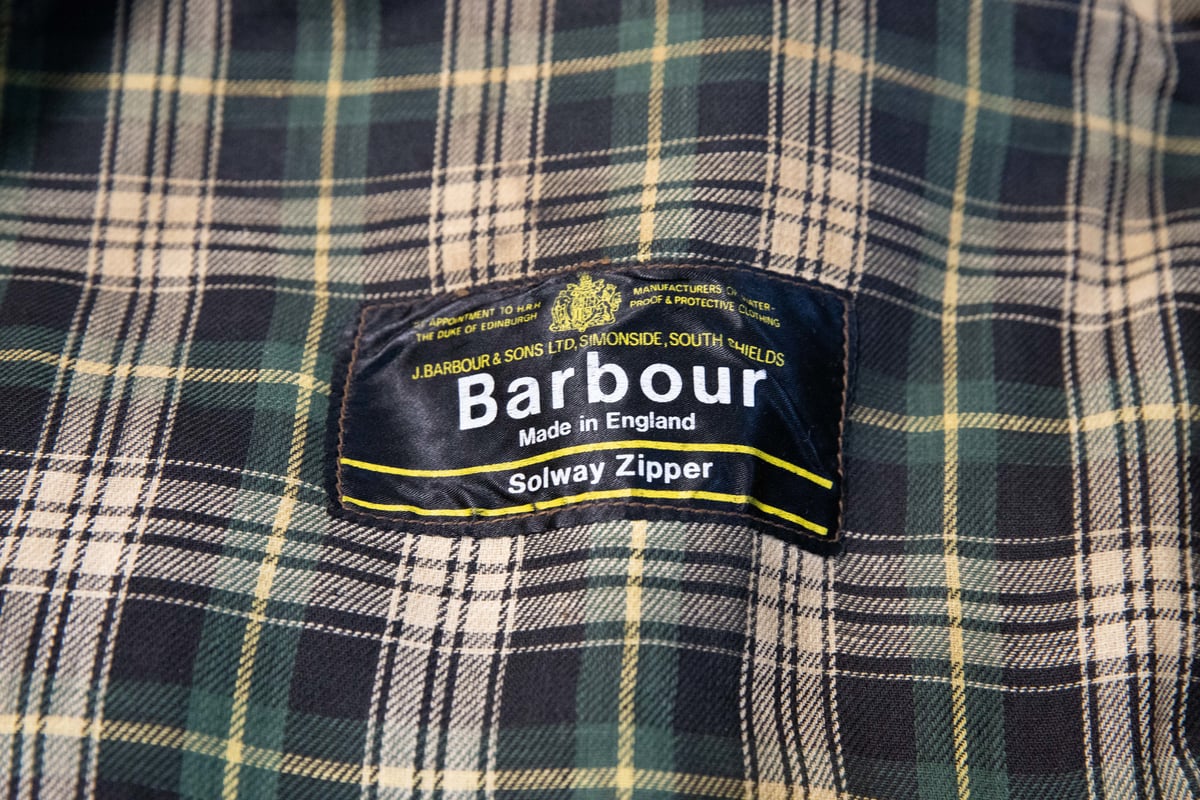 BY APPOINTMENT TO H.R.H
THE DUKE OF EDINBURGH
MANUFACTURERS OF WATER-
PROOF & PROTECTIVE CLOTHING
J.BARBOUR & SONS LTD, SIMONSIDE, SOUTH SHIELDS
Barbour
Made in England
Solway Zipper